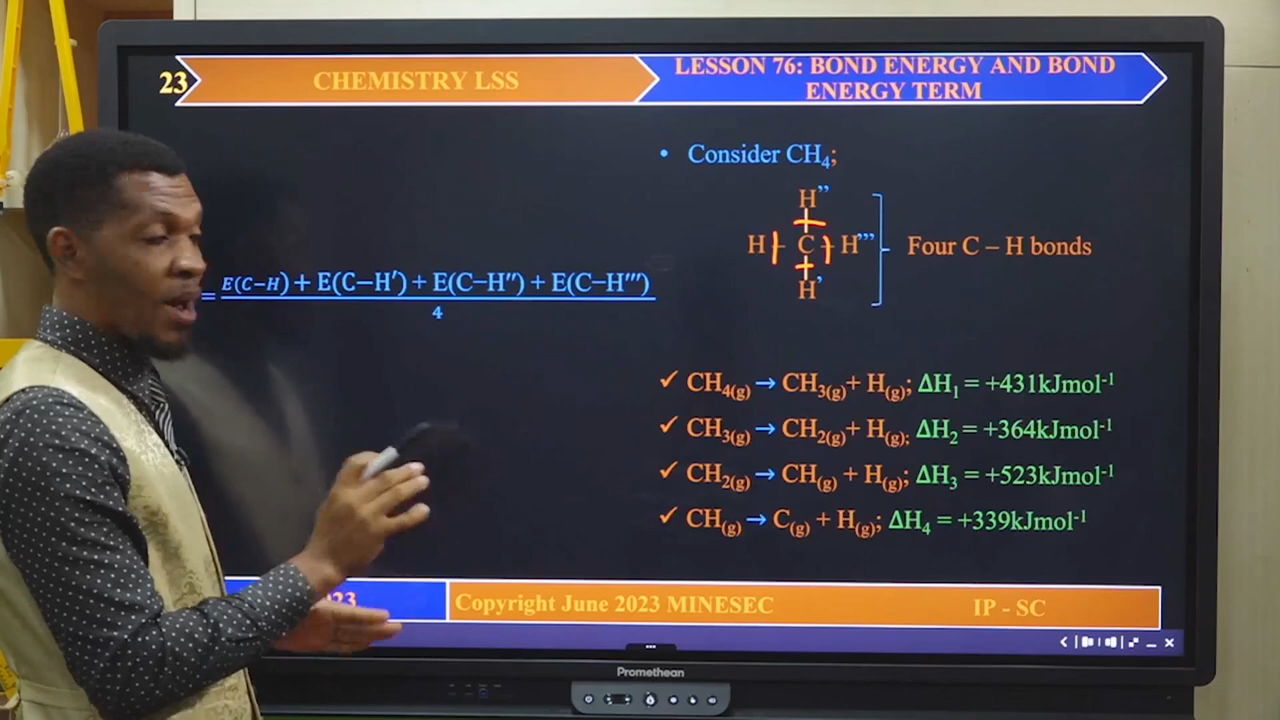 23
CHEMISTRY LSS
LESSON 76: BOND ENERGY AND BOND
ENERGY TERM
• Consider CH₄;
H’’
H C H’’’
H’
Four C – H bonds
= E(C−H) + E(C−H′) + E(C−H″) + E(C−H‴)
4
✓ CH₄(g) → CH₃(g)+ H(g); ΔH₁ = +431kJmol⁻¹
✓ CH₃(g) → CH₂(g)+ H(g); ΔH₂ = +364kJmol⁻¹
✓ CH₂(g) → CH(g) + H(g); ΔH₃ = +523kJmol⁻¹
✓ CH(g) → C(g) + H(g); ΔH₄ = +339kJmol⁻¹
Copyright June 2023 MINESEC
IP - SC
Promethean